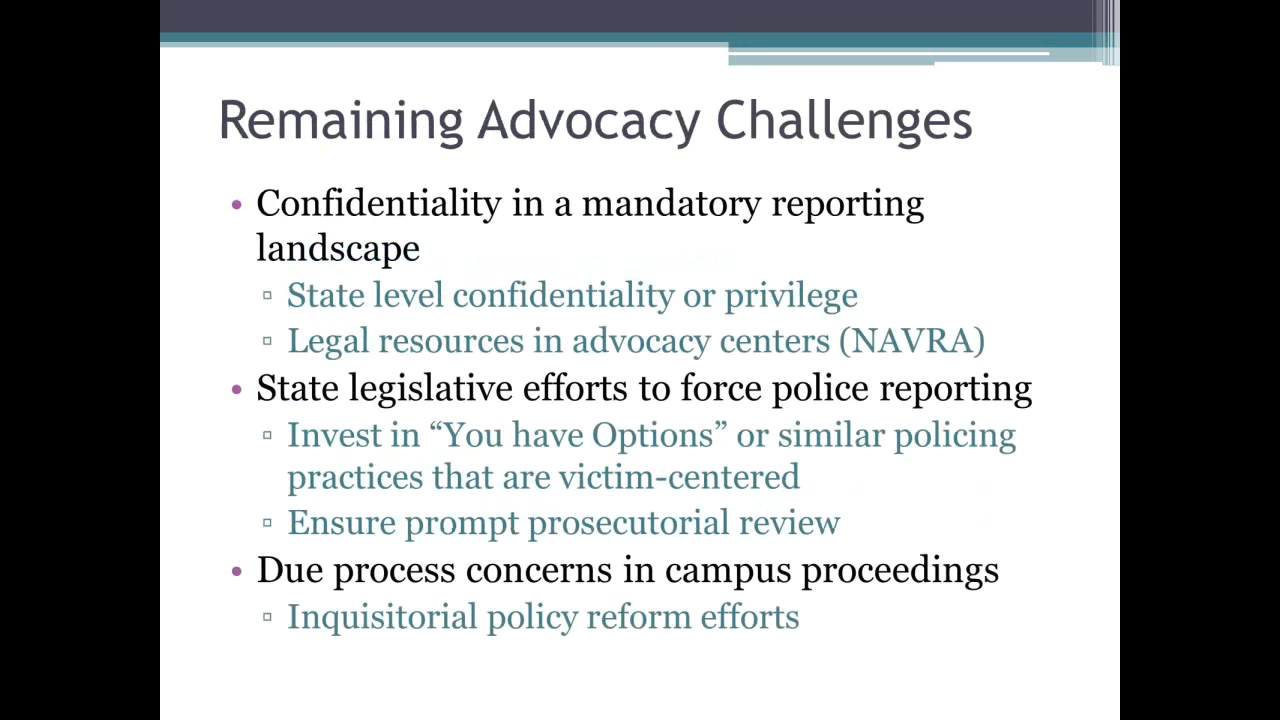 Remaining Advocacy Challenges
• Confidentiality in a mandatory reporting
landscape
▫ State level confidentiality or privilege
▫ Legal resources in advocacy centers (NAVRA)
• State legislative efforts to force police reporting
▫ Invest in “You have Options” or similar policing
practices that are victim-centered
▫ Ensure prompt prosecutorial review
• Due process concerns in campus proceedings
▫ Inquisitorial policy reform efforts